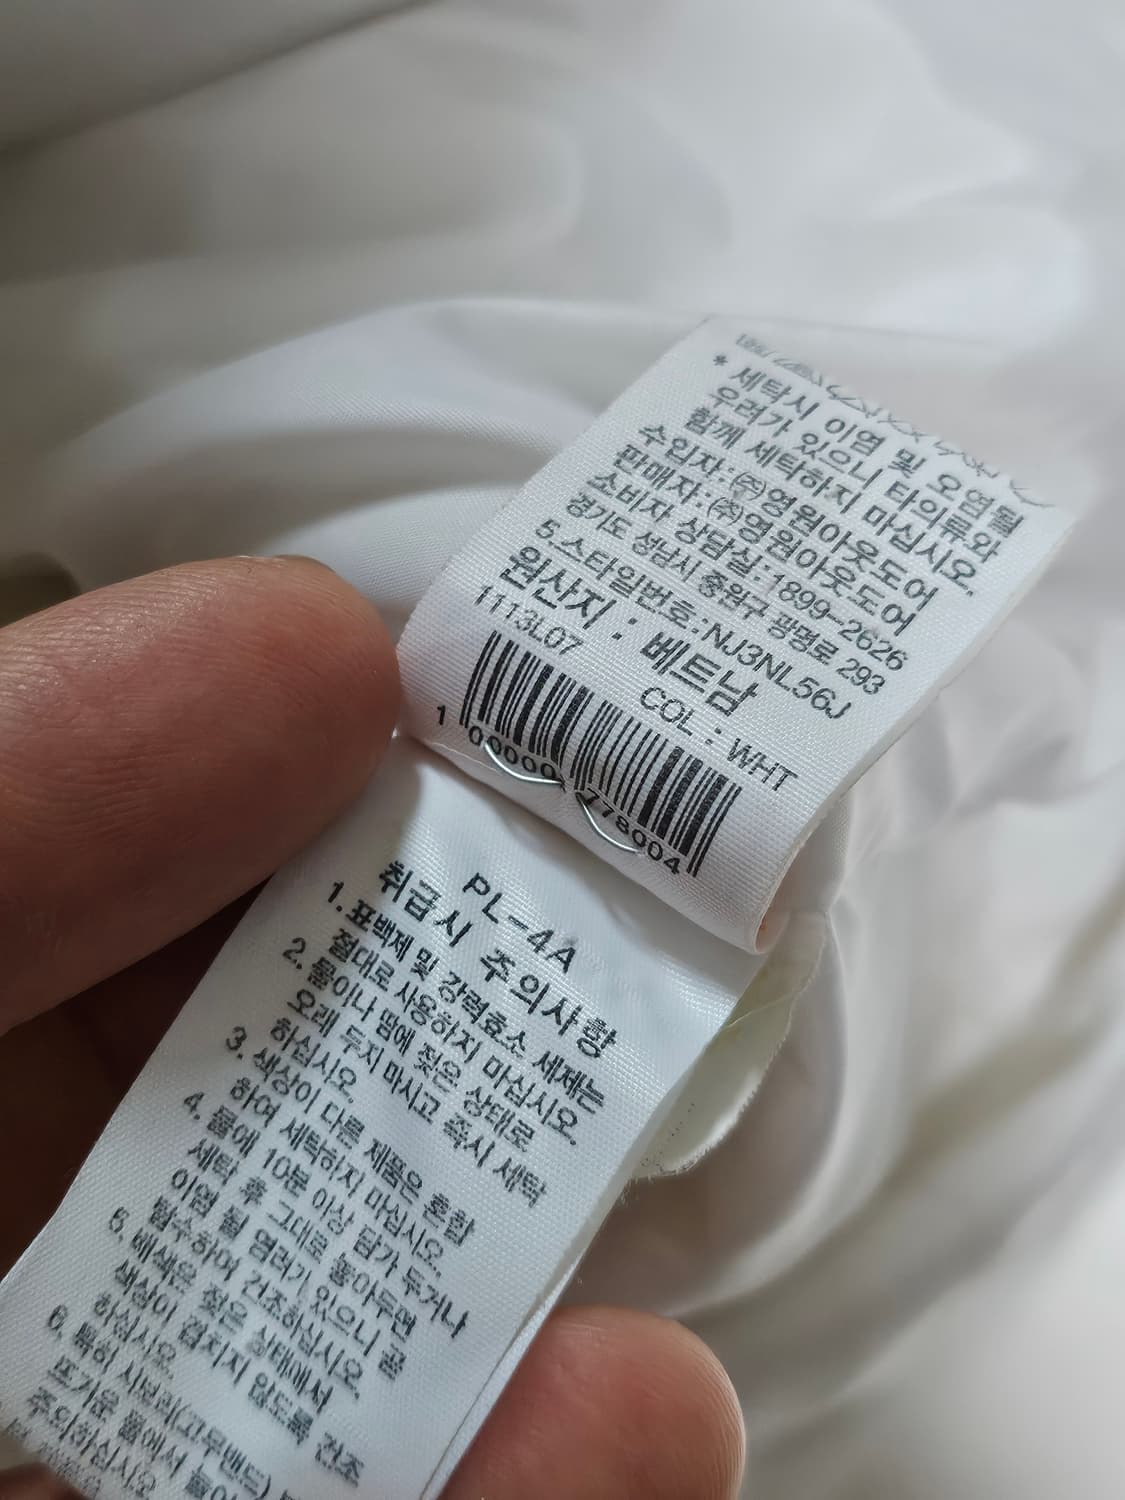 * 세탁시 이염 및 오염될
우려가 있으니 타의류와
함께 세탁하지 마십시오.
수입자:㈜영원아웃도어
판매자:㈜영원아웃도어
소비자 상담실:1899-2626
경기도 성남시 중원구 광명로 293
5.스타일번호:NJ3NL56J
원산지 : 베트남
1113L07
COL : WHT
1 00000 778004
PL-4A
취급시 주의사항
1. 표백제 및 강력효소 세제는
절대로 사용하지 마십시오.
2. 물이나 땀에 젖은 상태로
오래 두지 마시고 즉시 세탁
하십시오.
3. 색상이 다른 제품은 혼합
하여 세탁하지 마십시오.
4. 물에 10분 이상 담가 두거나
세탁 후 그대로 놓아두면
이염 될 염려가 있으니 곧
탈수하여 건조하십시오.
5. 배색은 젖은 상태에서
색상이 겹치지 않도록 건조
하십시오.
6. 특히 시보리(고무밴드)
뜨거운 물에서
주의하십시오